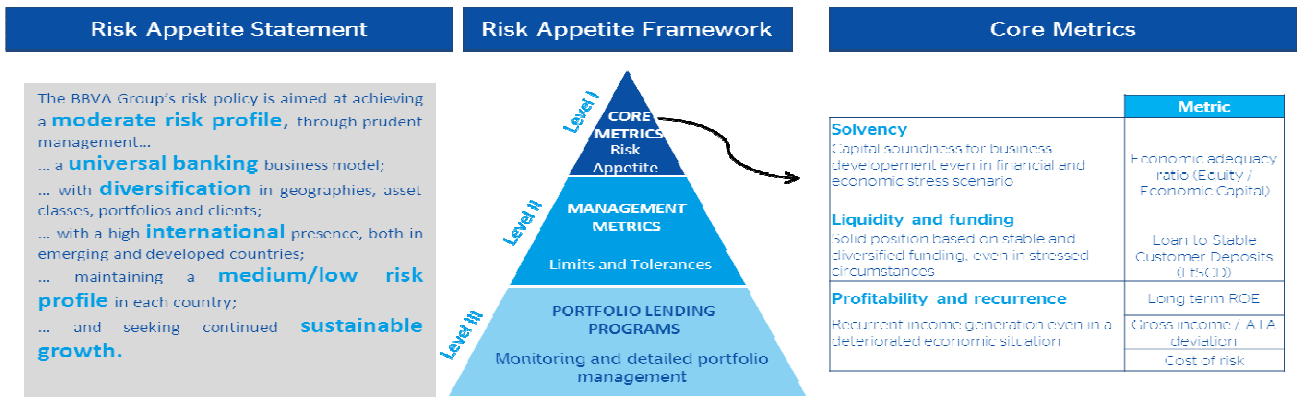 Risk Appetite Statement
The BBVA Group's risk policy is aimed at achieving
a moderate risk profile, through prudent
management...
... a universal banking business model;
... with diversification in geographies, asset
classes, portfolios and clients;
... with a high international presence, both in
emerging and developed countries;
... maintaining a medium/low risk
profile in each country;
... and seeking continued sustainable
growth.
Risk Appetite Framework
Level I
CORE
METRICS
Risk
Appetite
Level II
MANAGEMENT
METRICS
Limits and Tolerances
Level III
PORTFOLIO LENDING
PROGRAMS
Monitoring and detailed portfolio
management
Core Metrics
Metric
Solvency
Capital soundness for business
developement even in financial and
economic stress scenario
Economic adequacy
ratio (Equity /
Economic Capital)
Liquidity and funding
Solid position based on stable and
diversified funding, even in stressed
circumstances
Loan to Stable
Customer Deposits
(LtSCD)
Profitability and recurrence
Recurrent income generation even in a
deteriorated economic situation
Long term ROE
Gross income / ATA
deviation
Cost of risk